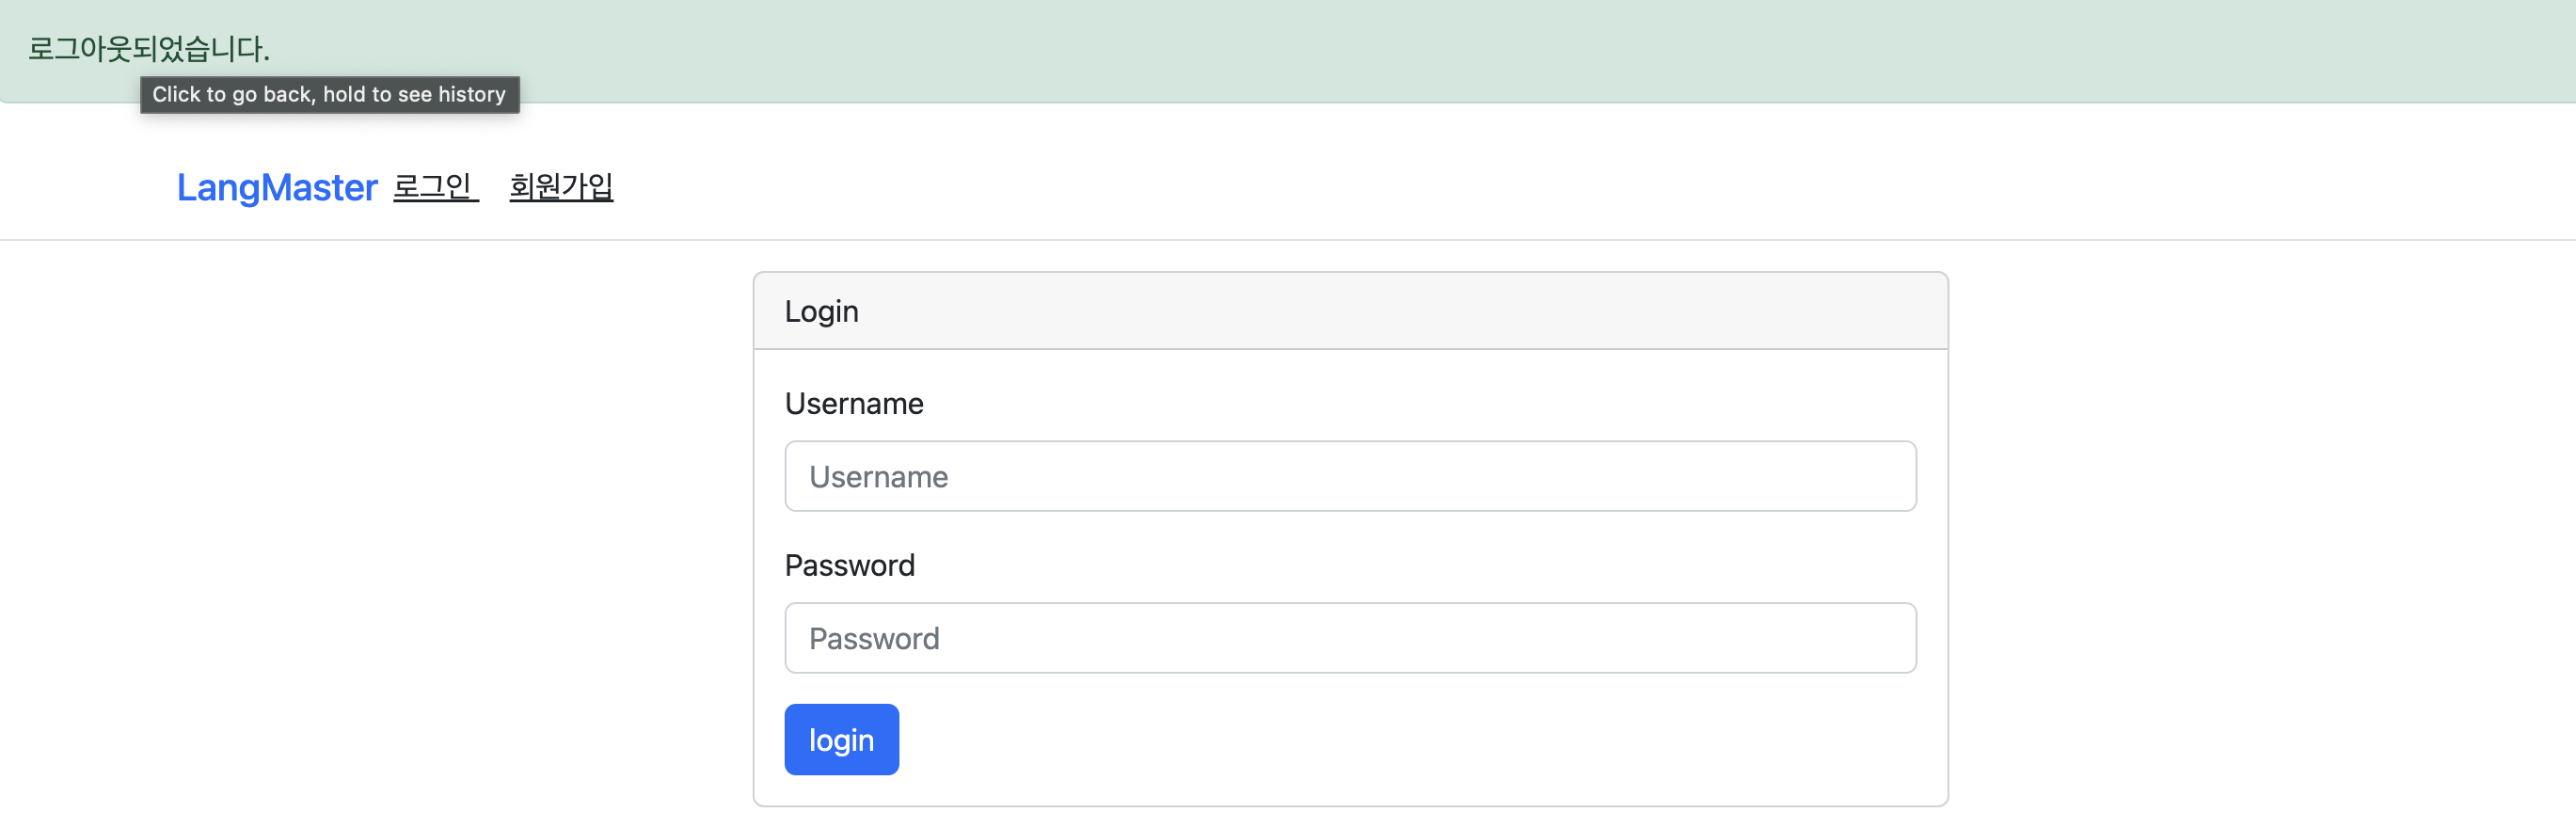 로그아웃되었습니다.
Click to go back, hold to see history
LangMaster 로그인 회원가입
Login
Username
Username
Password
Password
login